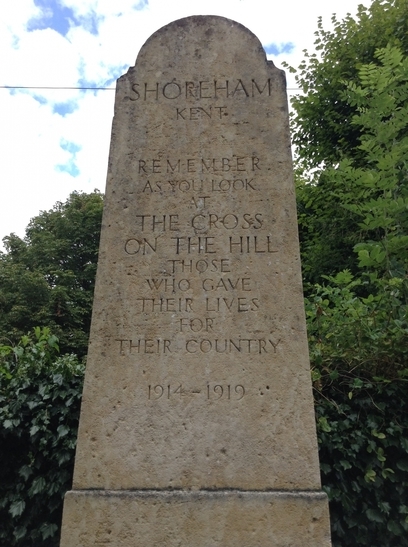 SHOREHAM
KENT
REMEMBER
AS YOU LOOK
AT
THE CROSS
ON THE HILL
THOSE
WHO GAVE
THEIR LIVES
FOR
THEIR COUNTRY
1914–1919